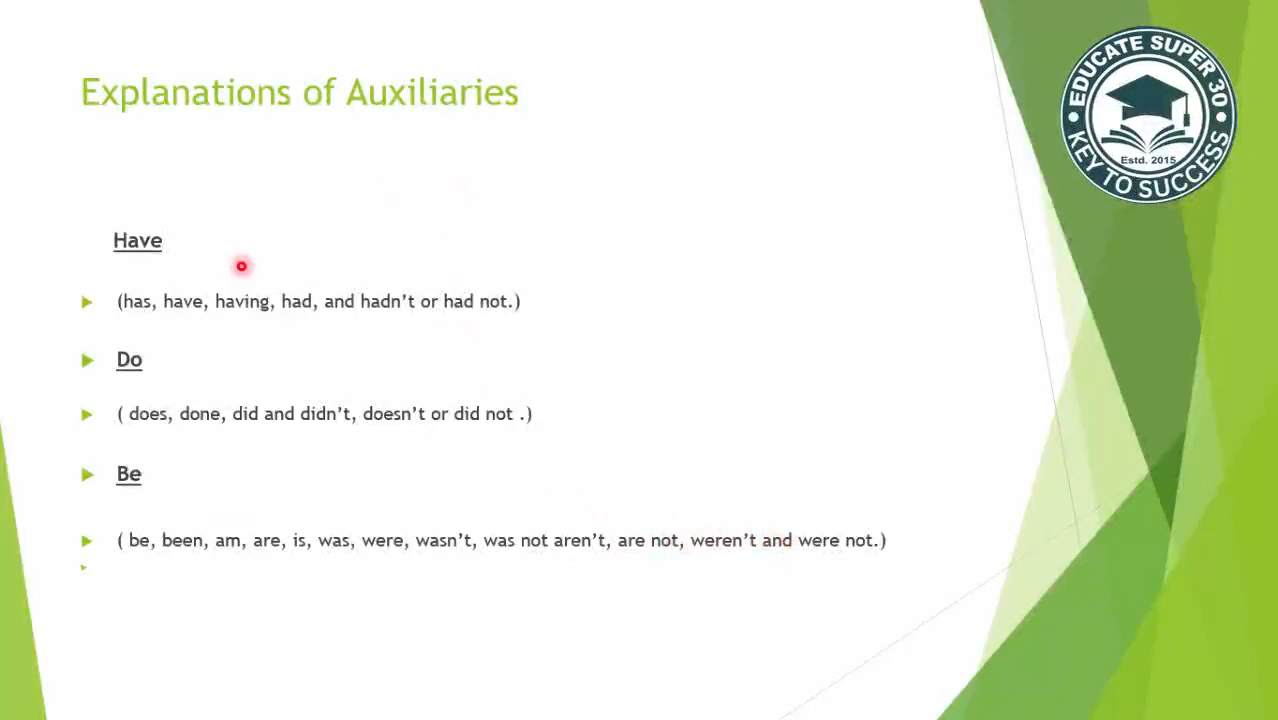 Explanations of Auxiliaries
EDUCATE SUPER 30
Estd. 2015
KEY TO SUCCESS
Have
(has, have, having, had, and hadn’t or had not.)
Do
( does, done, did and didn’t, doesn’t or did not .)
Be
( be, been, am, are, is, was, were, wasn’t, was not aren’t, are not, weren’t and were not.)